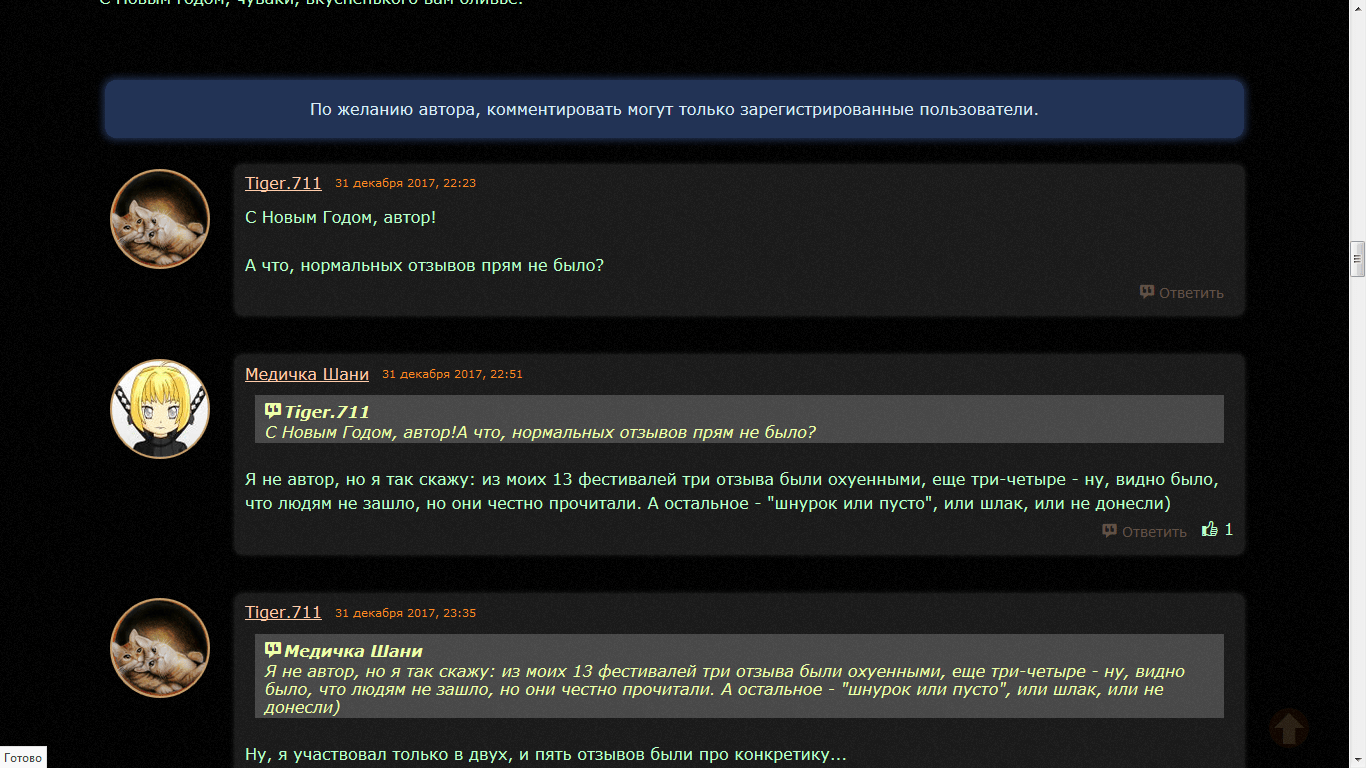 С Новым Годом, чуваки, вкусненького вам оливье!
По желанию автора, комментировать могут только зарегистрированные пользователи.
Tiger.711 31 декабря 2017, 22:23
С Новым Годом, автор!
А что, нормальных отзывов прям не было?
Ответить
Медичка Шани 31 декабря 2017, 22:51
Tiger.711
С Новым Годом, автор!А что, нормальных отзывов прям не было?
Я не автор, но я так скажу: из моих 13 фестивалей три отзыва были охуенными, еще три-четыре - ну, видно было,
что людям не зашло, но они честно прочитали. А остальное - "шнурок или пусто", или шлак, или не донесли)
Ответить 1
Tiger.711 31 декабря 2017, 23:35
Медичка Шани
Я не автор, но я так скажу: из моих 13 фестивалей три отзыва были охуенными, еще три-четыре - ну, видно
было, что людям не зашло, но они честно прочитали. А остальное - "шнурок или пусто", или шлак, или не
донесли)
Ну, я участвовал только в двух, и пять отзывов были про конкретику...
Готово